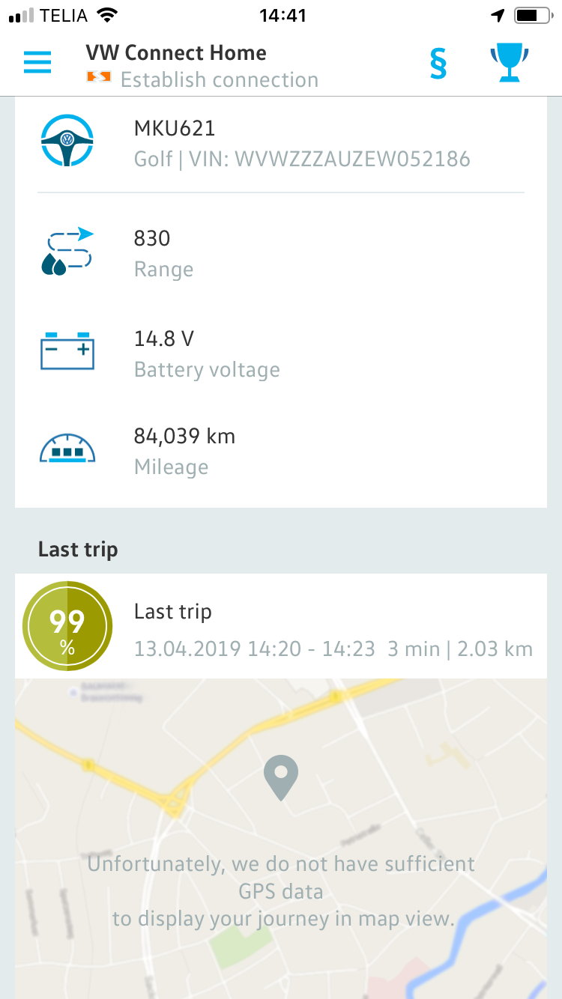 TELIA 14:41
VW Connect Home
§
Establish connection
MKU621
Golf | VIN: WVWZZZAUZEW052186
830
Range
14.8 V
Battery voltage
84,039 km
Mileage
Last trip
99
%
Last trip
13.04.2019 14:20 - 14:23 3 min | 2.03 km
Unfortunately, we do not have sufficient
GPS data
to display your journey in map view.